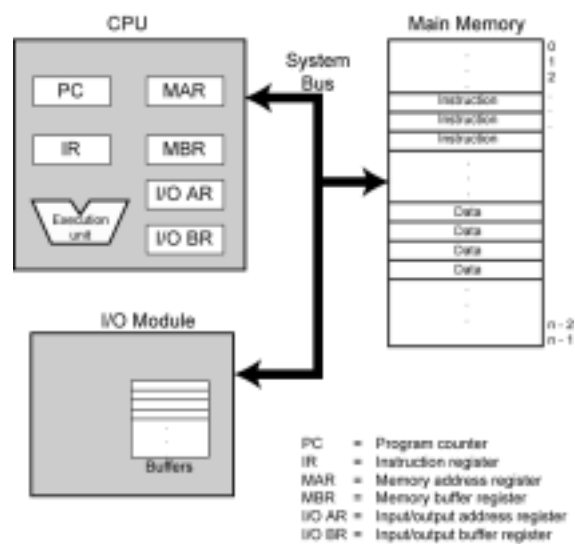 CPU
Main Memory
System
Bus
PC
MAR
IR
MBR
I/O AR
Execution
unit
I/O BR
0
1
2
Instruction
Instruction
Instruction
Data
Data
Data
Data
n - 2
n - 1
I/O Module
Buffers
PC = Program counter
IR = Instruction register
MAR = Memory address register
MBR = Memory buffer register
I/O AR = Input/output address register
I/O BR = Input/output buffer register